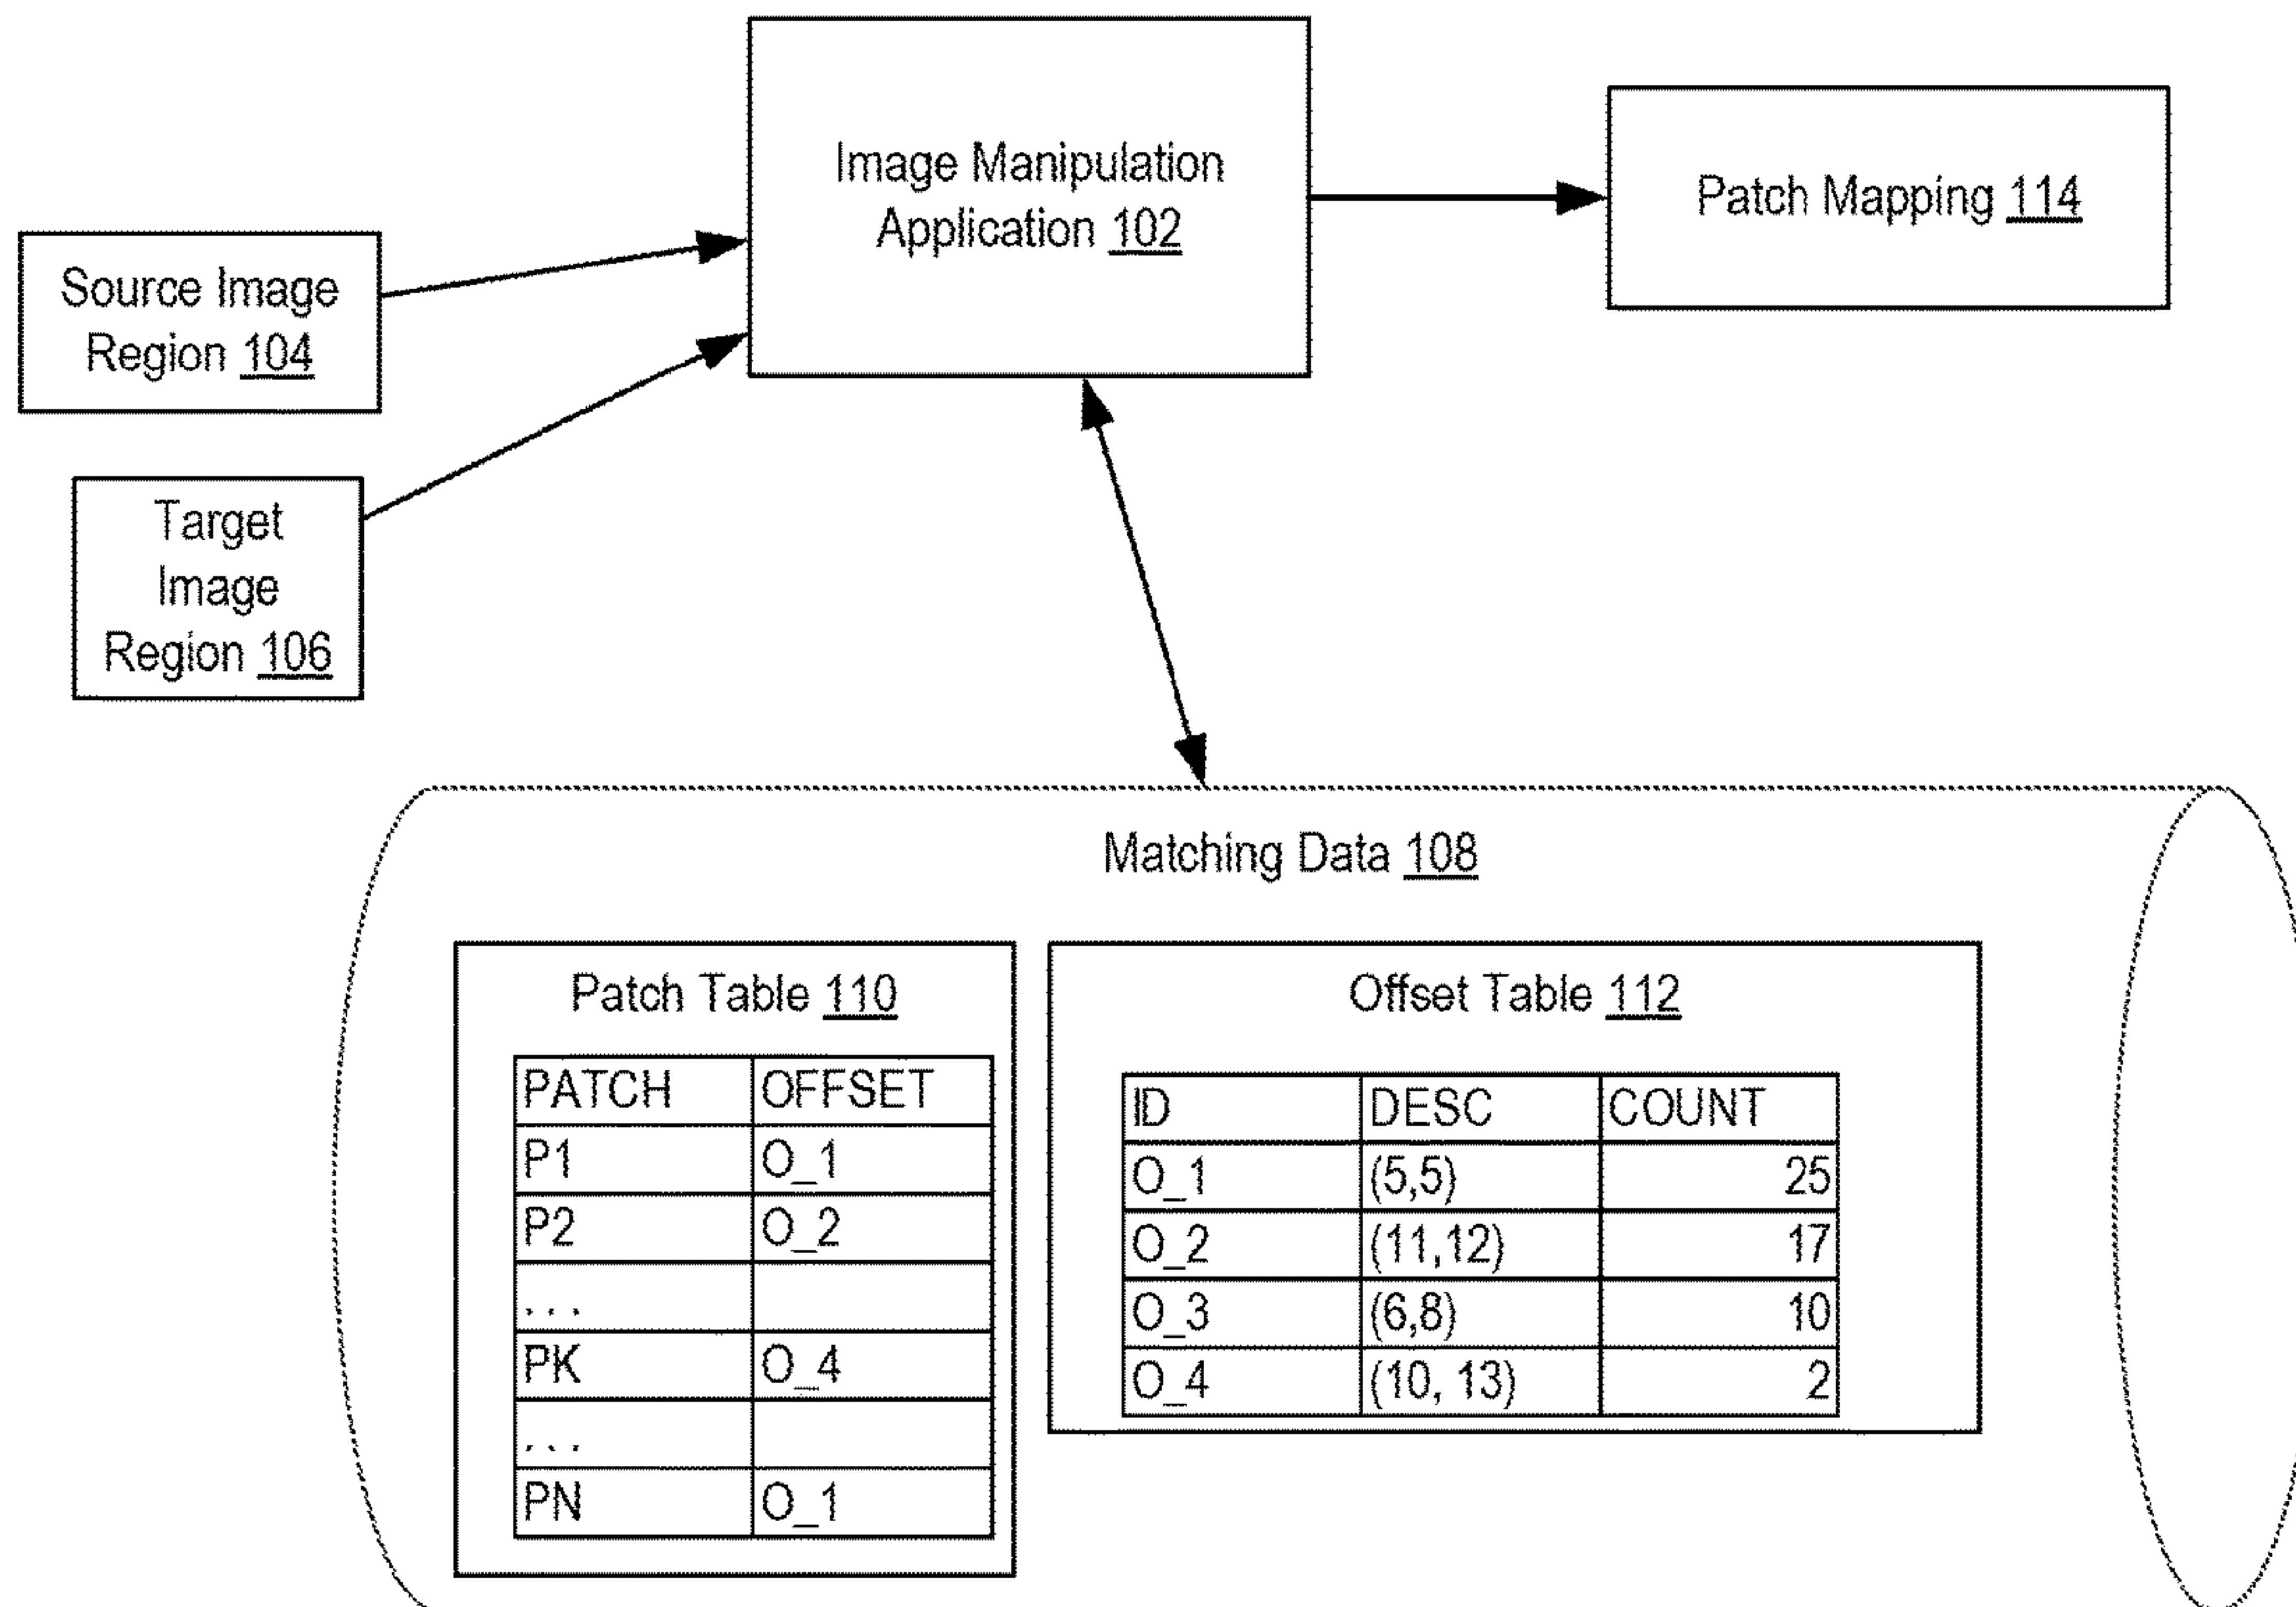 Image Manipulation
Application 102
Patch Mapping 114
Source Image
Region 104
Target
Image
Region 106
Matching Data 108
Patch Table 110
PATCH OFFSET
P1 O_1
P2 O_2
. . .
PK O_4
. . .
PN O_1
Offset Table 112
ID DESC COUNT
O_1 (5,5) 25
O_2 (11,12) 17
O_3 (6,8) 10
O_4 (10, 13) 2